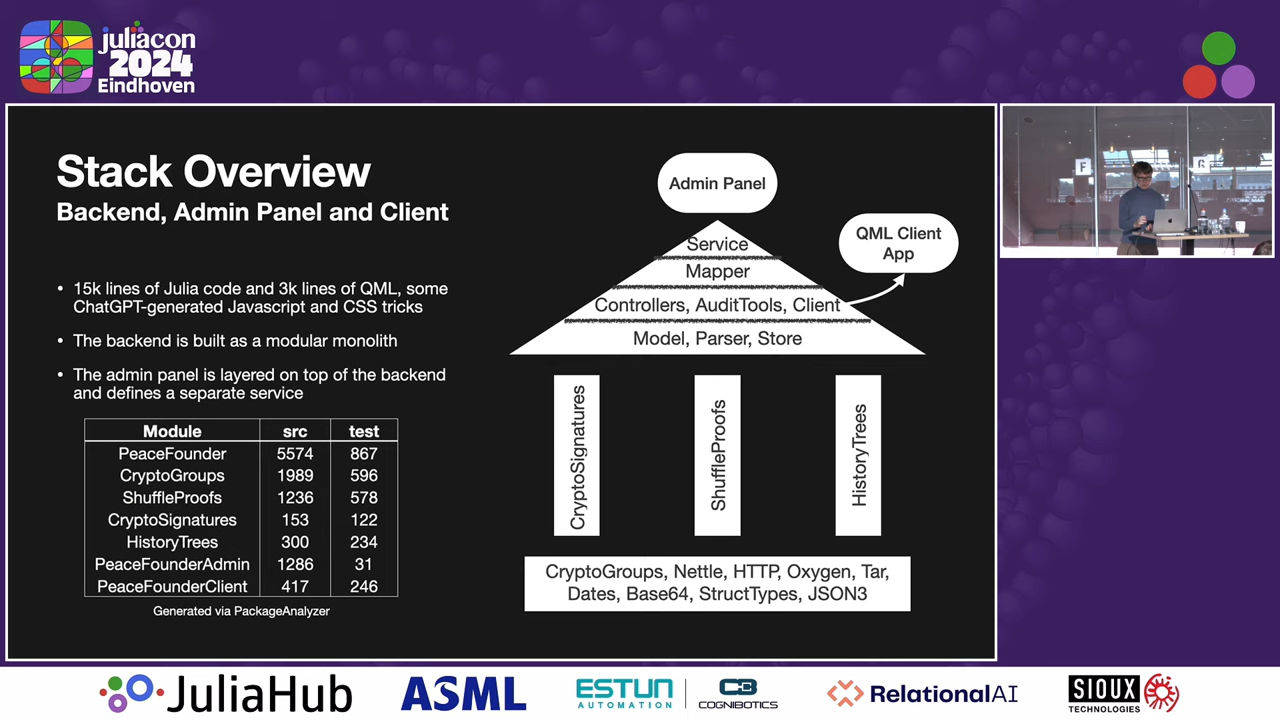 juliacon
2024
Eindhoven
Stack Overview
Backend, Admin Panel and Client
• 15k lines of Julia code and 3k lines of QML, some
ChatGPT-generated Javascript and CSS tricks
• The backend is built as a modular monolith
• The admin panel is layered on top of the backend
and defines a separate service
Module src test
PeaceFounder 5574 867
CryptoGroups 1989 596
ShuffleProofs 1236 578
CryptoSignatures 153 122
HistoryTrees 300 234
PeaceFounderAdmin 1286 31
PeaceFounderClient 417 246
Generated via PackageAnalyzer
Admin Panel
Service
Mapper
Controllers, AuditTools, Client
Model, Parser, Store
QML Client
App
CryptoSignatures
ShuffleProofs
HistoryTrees
CryptoGroups, Nettle, HTTP, Oxygen, Tar,
Dates, Base64, StructTypes, JSON3
F
JuliaHub
ASML
ESTUN
AUTOMATION
COGNIBOTICS
RelationalAI
SIOUX
TECHNOLOGIES